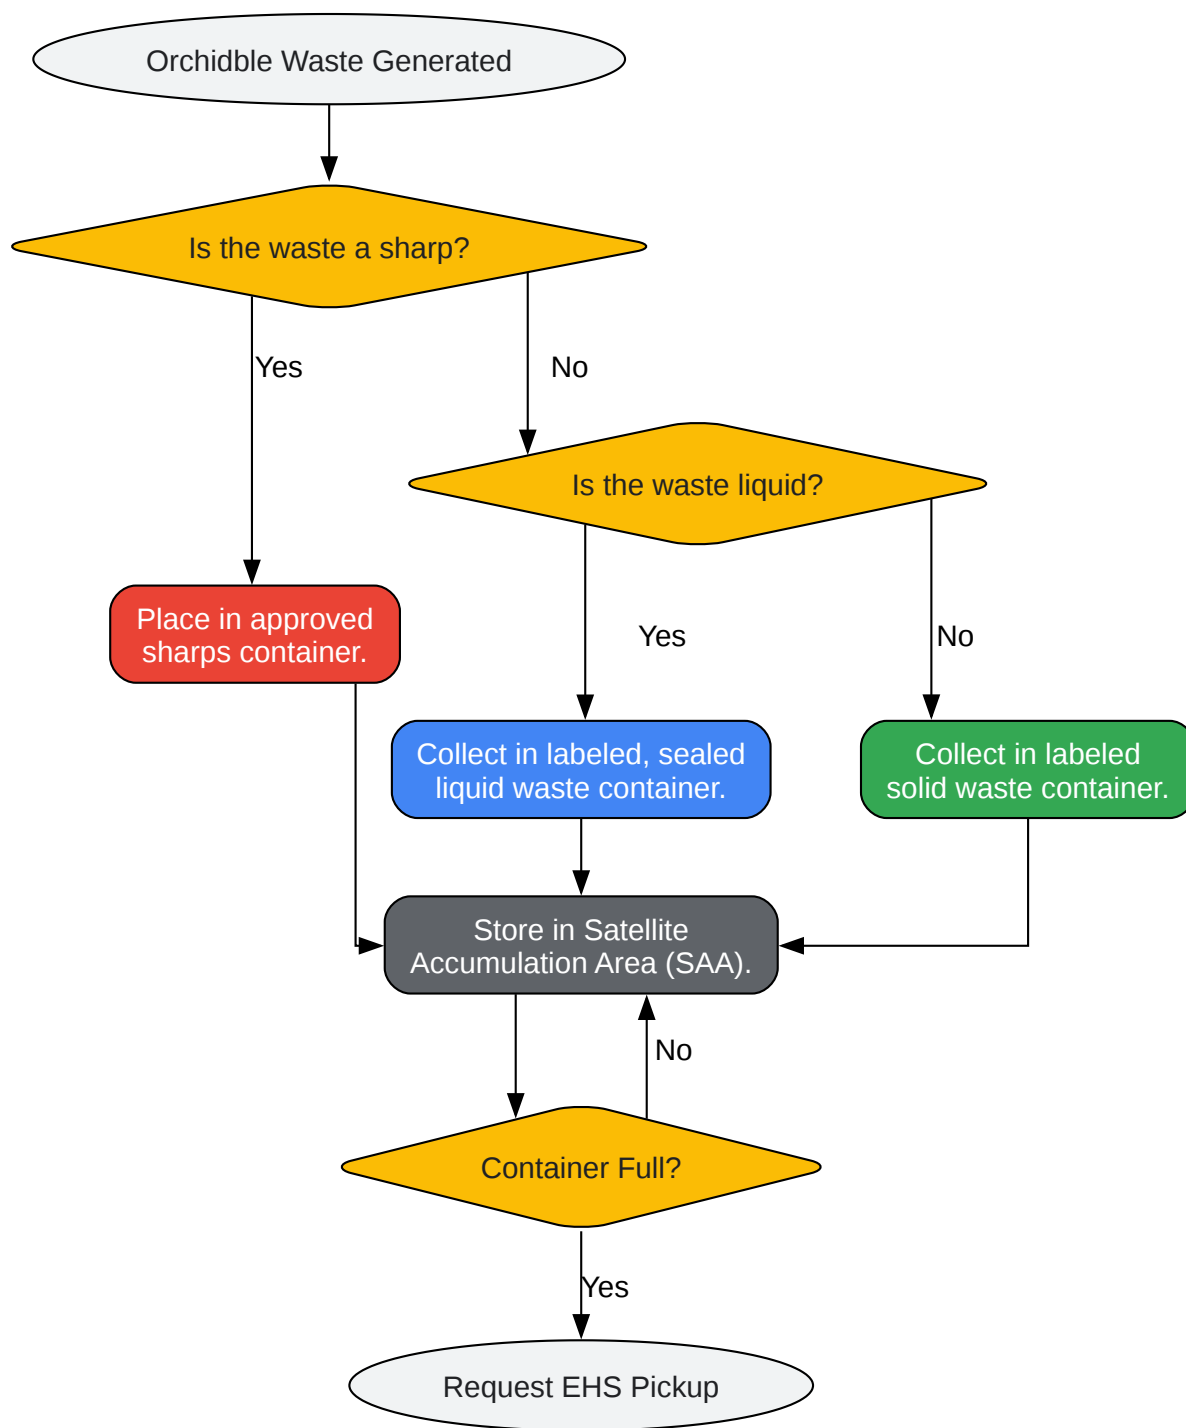 Orchidble Waste Generated
Is the waste a sharp?
Yes
No
Is the waste liquid?
Place in approved
sharps container.
Yes
No
Collect in labeled, sealed
liquid waste container.
Collect in labeled
solid waste container.
Store in Satellite
Accumulation Area (SAA).
No
Container Full?
Yes
Request EHS Pickup